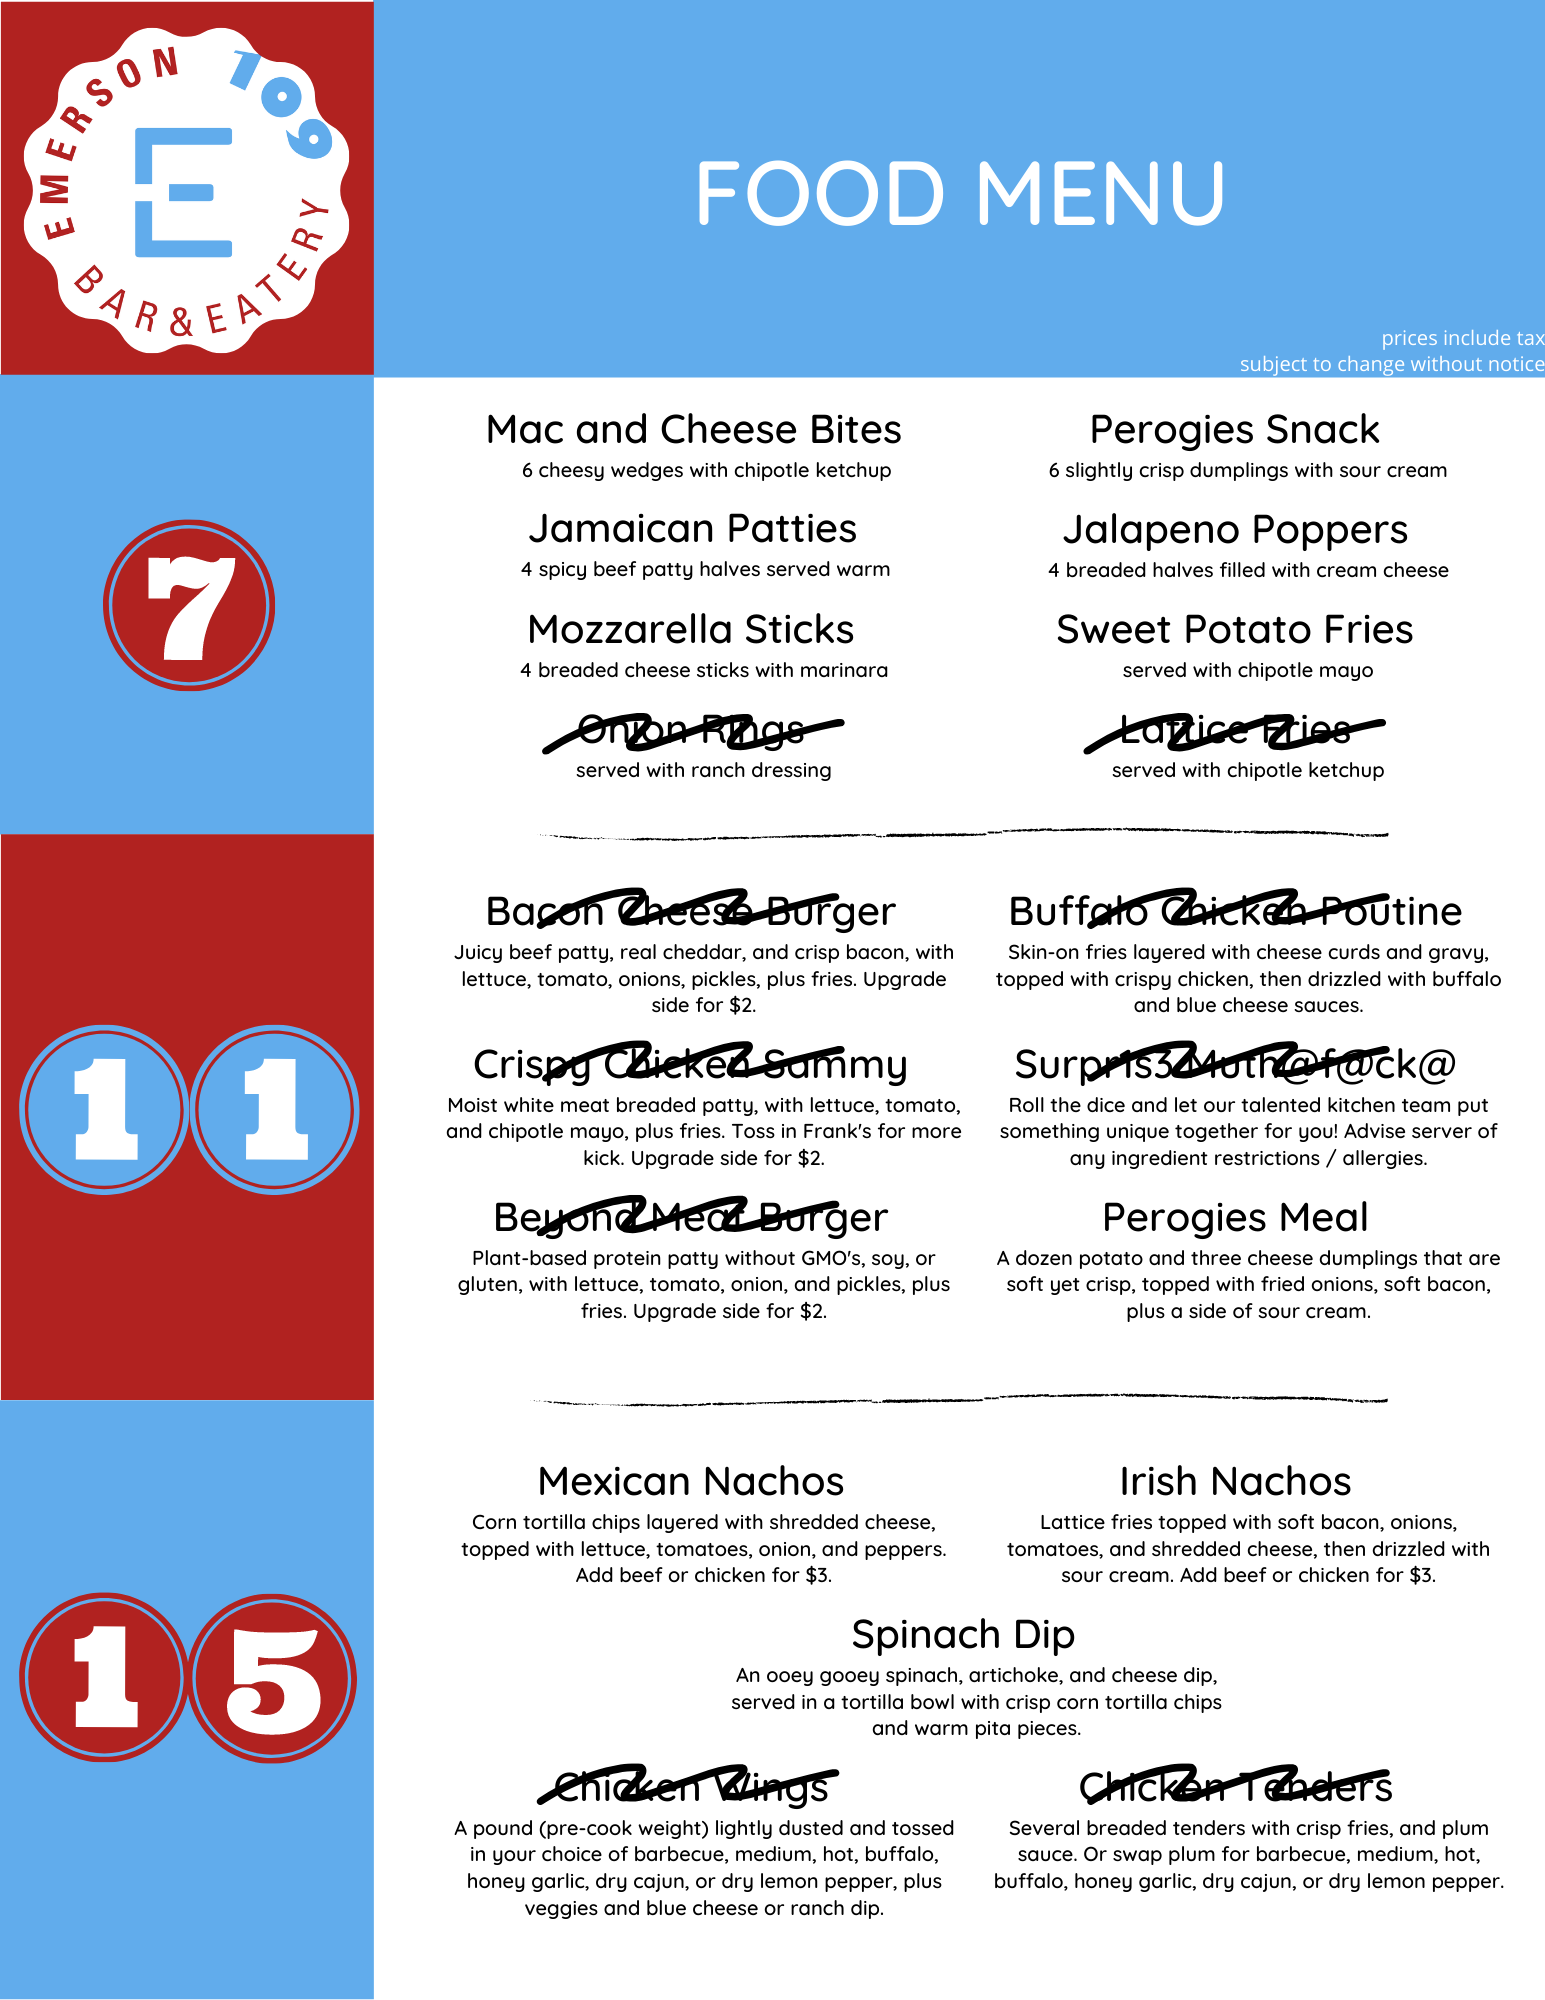 EMERSON 109
E
BAR & EATERY
FOOD MENU
prices include tax
subject to change without notice
7
Mac and Cheese Bites
6 cheesy wedges with chipotle ketchup
Perogies Snack
6 slightly crisp dumplings with sour cream
Jamaican Patties
4 spicy beef patty halves served warm
Jalapeno Poppers
4 breaded halves filled with cream cheese
Mozzarella Sticks
4 breaded cheese sticks with marinara
Sweet Potato Fries
served with chipotle mayo
Onion Rings
served with ranch dressing
Lattice Fries
served with chipotle ketchup
11
Bacon Cheese Burger
Juicy beef patty, real cheddar, and crisp bacon, with
lettuce, tomato, onions, pickles, plus fries. Upgrade
side for $2.
Buffalo Chicken Poutine
Skin-on fries layered with cheese curds and gravy,
topped with crispy chicken, then drizzled with buffalo
and blue cheese sauces.
Crispy Chicken Sammy
Moist white meat breaded patty, with lettuce, tomato,
and chipotle mayo, plus fries. Toss in Frank's for more
kick. Upgrade side for $2.
Surpr1s3 Muth@f@ck@
Roll the dice and let our talented kitchen team put
something unique together for you! Advise server of
any ingredient restrictions / allergies.
Beyond Meat Burger
Plant-based protein patty without GMO's, soy, or
gluten, with lettuce, tomato, onion, and pickles, plus
fries. Upgrade side for $2.
Perogies Meal
A dozen potato and three cheese dumplings that are
soft yet crisp, topped with fried onions, soft bacon,
plus a side of sour cream.
15
Mexican Nachos
Corn tortilla chips layered with shredded cheese,
topped with lettuce, tomatoes, onion, and peppers.
Add beef or chicken for $3.
Irish Nachos
Lattice fries topped with soft bacon, onions,
tomatoes, and shredded cheese, then drizzled with
sour cream. Add beef or chicken for $3.
Spinach Dip
An ooey gooey spinach, artichoke, and cheese dip,
served in a tortilla bowl with crisp corn tortilla chips
and warm pita pieces.
Chicken Wings
A pound (pre-cook weight) lightly dusted and tossed
in your choice of barbecue, medium, hot, buffalo,
honey garlic, dry cajun, or dry lemon pepper, plus
veggies and blue cheese or ranch dip.
Chicken Tenders
Several breaded tenders with crisp fries, and plum
sauce. Or swap plum for barbecue, medium, hot,
buffalo, honey garlic, dry cajun, or dry lemon pepper.